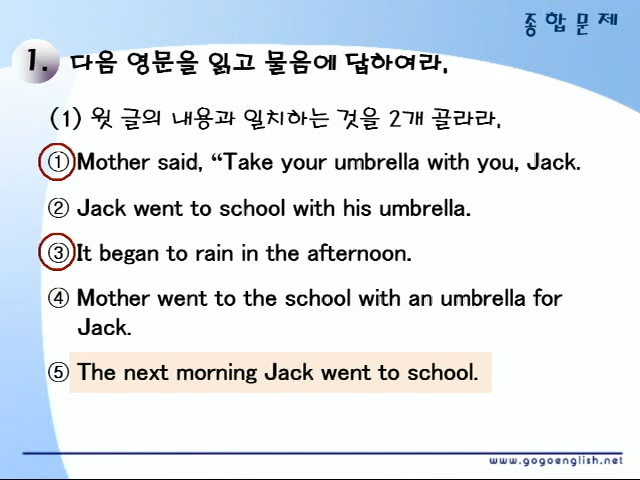 종합문제
1. 다음 영문을 읽고 물음에 답하여라.
(1) 윗 글의 내용과 일치하는 것을 2개 골라라.
① Mother said, “Take your umbrella with you, Jack.
② Jack went to school with his umbrella.
③ It began to rain in the afternoon.
④ Mother went to the school with an umbrella for
Jack.
⑤ The next morning Jack went to school.
www.gogoenglish.net